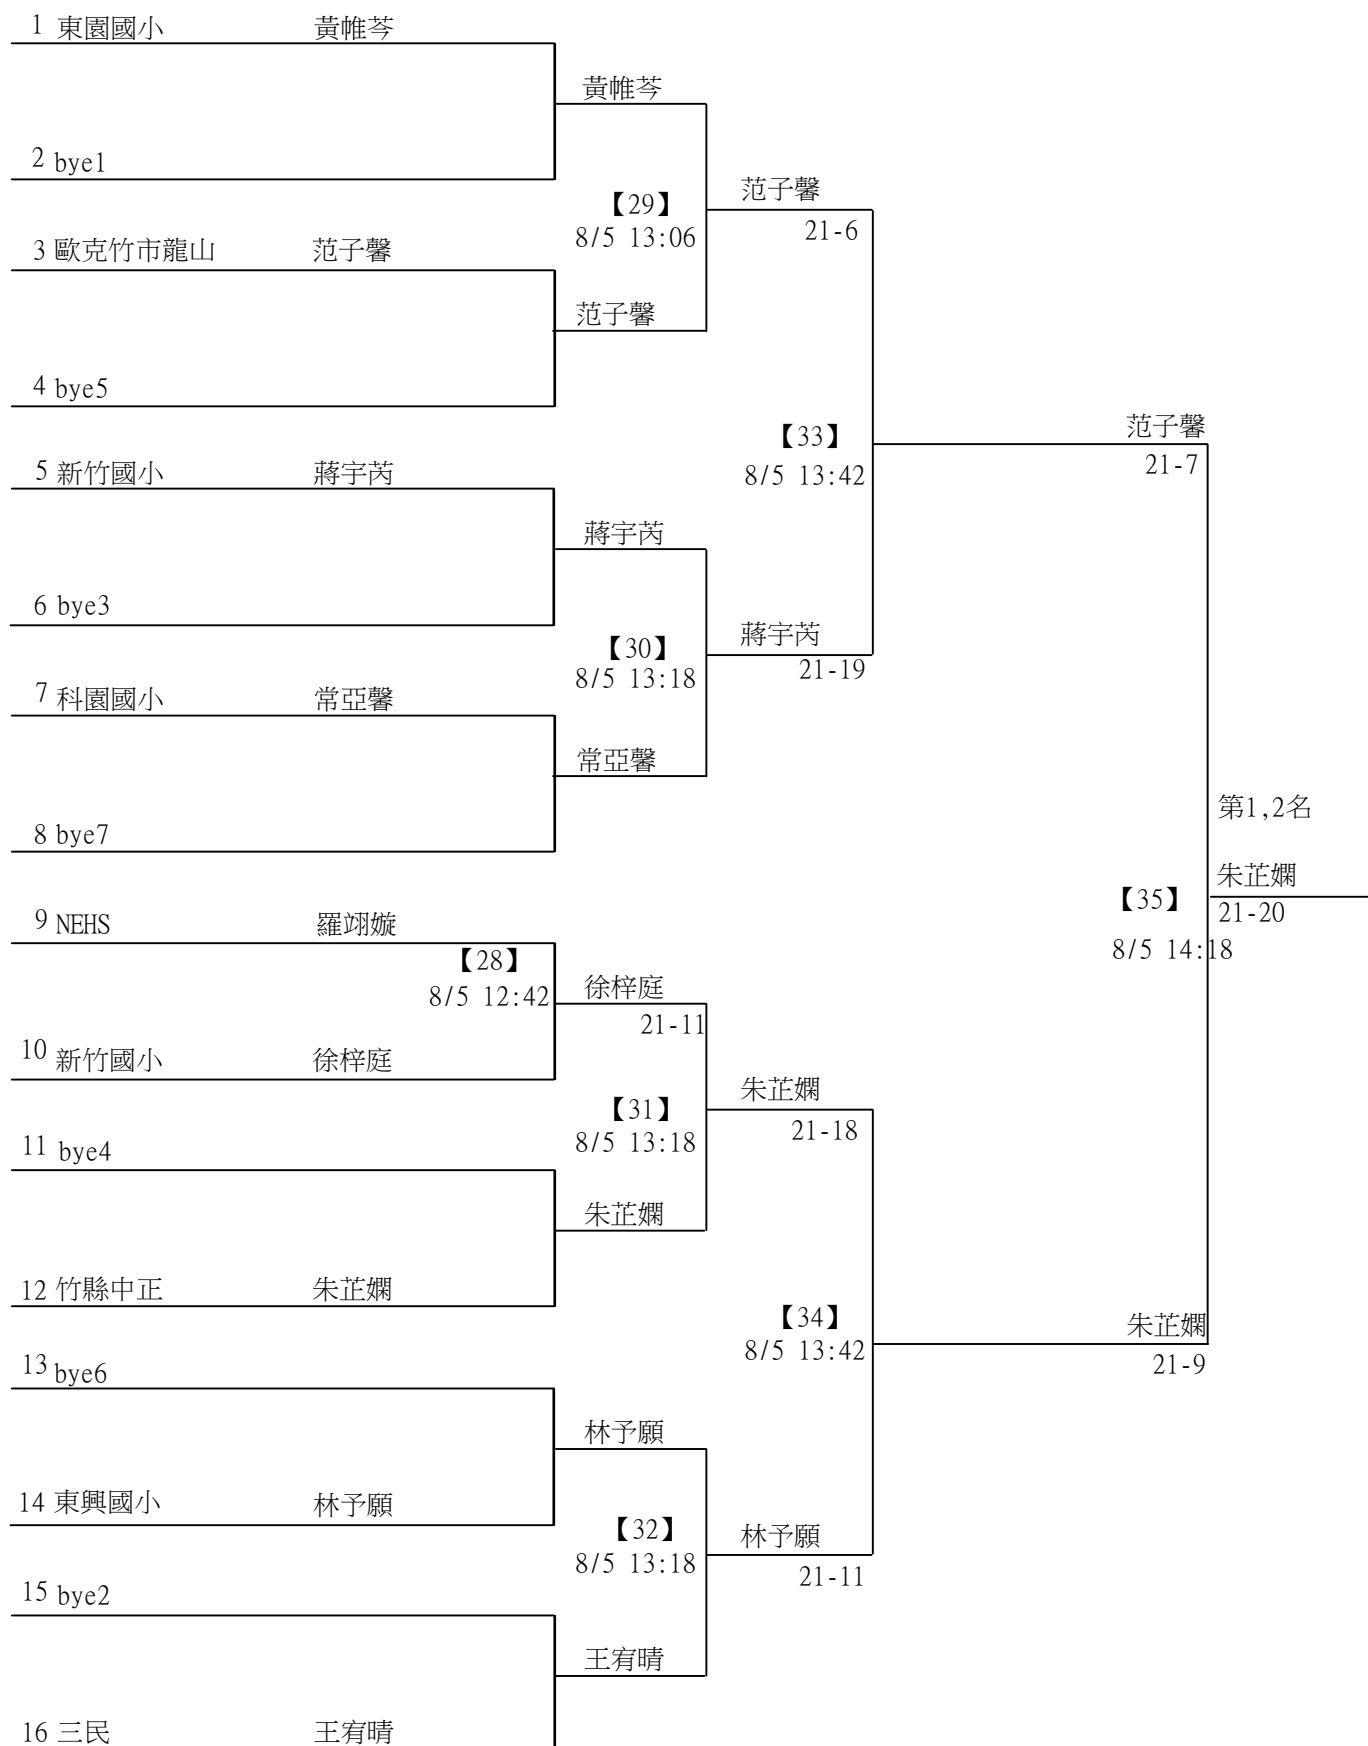 1 東園國小 黃帷芩
黃帷芩
2 bye1
范子馨
【29】
21-6
8/5 13:06
3 歐克竹市龍山 范子馨
范子馨
4 bye5
范子馨
【33】
21-7
5 新竹國小 蔣宇芮
8/5 13:42
蔣宇芮
6 bye3
蔣宇芮
【30】
21-19
8/5 13:18
7 科園國小 常亞馨
常亞馨
第1,2名
8 bye7
朱芷嫻
【35】
21-20
9 NEHS 羅翊嫙
8/5 14:18
【28】
8/5 12:42
徐梓庭
21-11
10 新竹國小 徐梓庭
朱芷嫻
【31】
21-18
8/5 13:18
11 bye4
朱芷嫻
12 竹縣中正 朱芷嫻
【34】
朱芷嫻
8/5 13:42
21-9
13 bye6
林予願
14 東興國小 林予願
【32】
林予願
8/5 13:18
21-11
15 bye2
王宥晴
16 三民 王宥晴